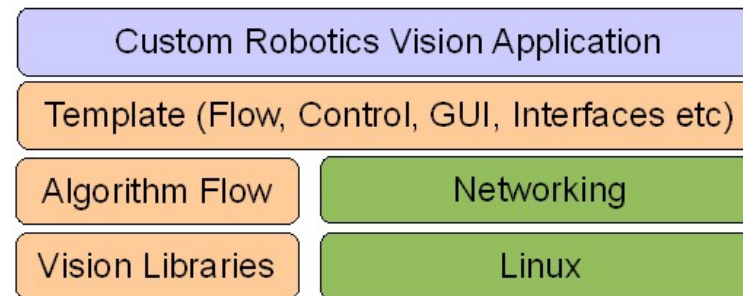 Custom Robotics Vision Application
Template (Flow, Control, GUI, Interfaces etc)
Algorithm Flow
Networking
Vision Libraries
Linux